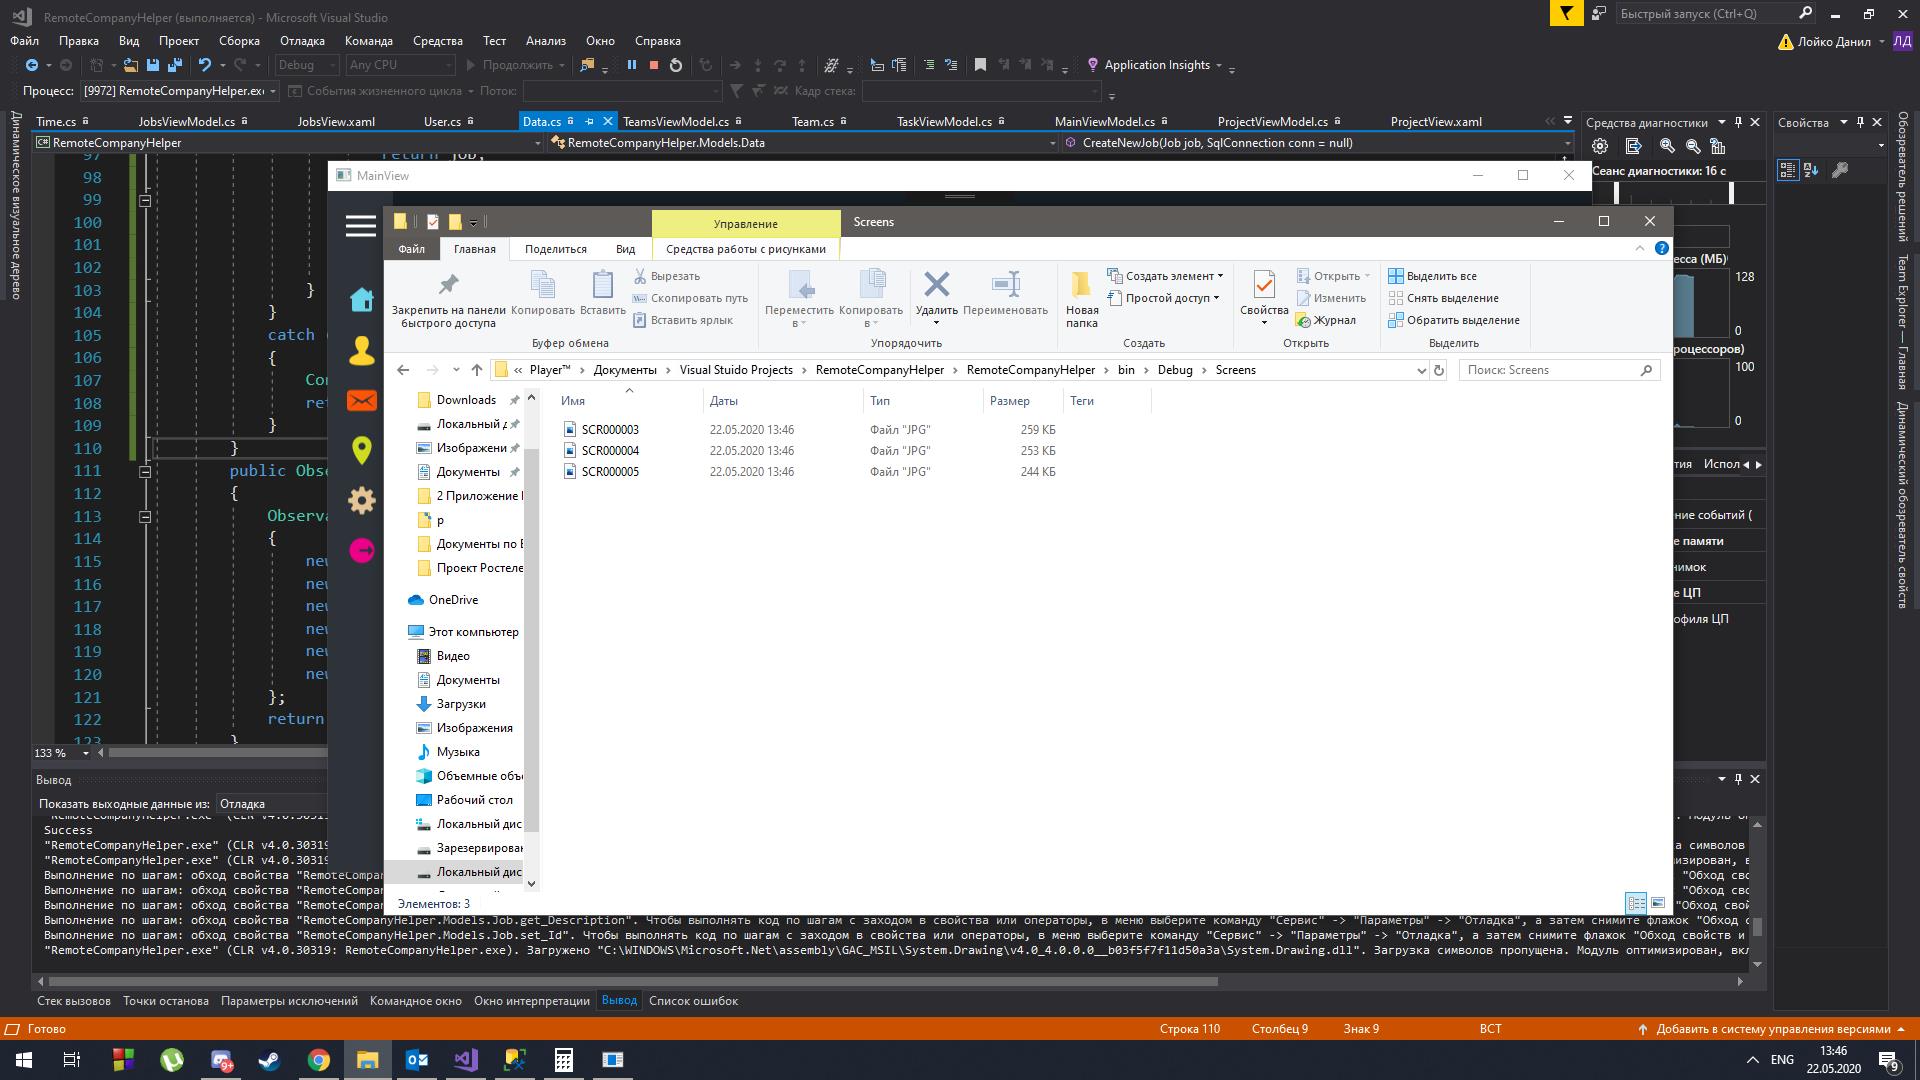 RemoteCompanyHelper (выполняется) - Microsoft Visual Studio
Быстрый запуск (Ctrl+Q)
Файл Правка Вид Проект Сборка Отладка Команда Средства Тест Анализ Окно Справка
Лойко Данил ЛД
Debug Any CPU Продолжить Application Insights
Процесс: [9972] RemoteCompanyHelper.exe События жизненного цикла Поток: Кадр стека:
Time.cs JobsViewModel.cs JobsView.xaml User.cs Data.cs TeamsViewModel.cs Team.cs TaskViewModel.cs MainViewModel.cs ProjectViewModel.cs ProjectView.xaml
RemoteCompanyHelper RemoteCompanyHelper.Models.Data CreateNewJob(Job job, SqlConnection conn = null)
Динамическое визуальное дерево
97 return job;
98
99
100
101
102
103 }
104 }
105 catch (
106 {
107 Con
108 ret
109 }
110 }
111 public Obse
112 {
113 Observa
114 {
115 new
116 new
117 new
118 new
119 new
120 new
121 };
122 return
123 }
133 %
MainView
Управление Screens
Файл Главная Поделиться Вид Средства работы с рисунками
Закрепить на панели быстрого доступа
Копировать
Вставить
Вырезать
Скопировать путь
Вставить ярлык
Буфер обмена
Переместить в
Копировать в
Удалить
Переименовать
Упорядочить
Новая папка
Создать элемент
Простой доступ
Создать
Свойства
Открыть
Изменить
Журнал
Открыть
Выделить все
Снять выделение
Обратить выделение
Выделить
« Player™ Документы Visual Stuido Projects RemoteCompanyHelper RemoteCompanyHelper bin Debug Screens
Поиск: Screens
Downloads
Локальный д
Изображени
Документы
2 Приложение
р
Документы по
Проект Ростеле
OneDrive
Этот компьютер
Видео
Документы
Загрузки
Изображения
Музыка
Объемные объ
Рабочий стол
Локальный дис
Зарезервирован
Локальный дис
Имя Даты Тип Размер Теги
SCR000003 22.05.2020 13:46 Файл "JPG" 259 КБ
SCR000004 22.05.2020 13:46 Файл "JPG" 253 КБ
SCR000005 22.05.2020 13:46 Файл "JPG" 244 КБ
Элементов: 3
Средства диагностики
Сеанс диагностики: 16 с
есса (МБ)
128
0
роцессоров)
100
0
тия Испол
ние событий (
е памяти
нимок
е ЦП
офиля ЦП
Свойства
Обозреватель решений
Team Explorer — Главная
Динамический обозреватель свойств
Вывод
Показать выходные данные из: Отладка
Success
"RemoteCompanyHelper.exe" (CLR v4.0.30319 а символов
"RemoteCompanyHelper.exe" (CLR v4.0.30319 мизирован, в
Выполнение по шагам: обход свойства "RemoteCom "Обход сво
Выполнение по шагам: обход свойства "RemoteCom "Обход сво
Выполнение по шагам: обход свойства "RemoteCom "Обход сво
Выполнение по шагам: обход свойства "RemoteCompanyHelper.Models.Job.get_Description". Чтобы выполнять код по шагам с заходом в свойства или операторы, в меню выберите команду "Сервис" -> "Параметры" -> "Отладка", а затем снимите флажок "Обход с
Выполнение по шагам: обход свойства "RemoteCompanyHelper.Models.Job.set_Id". Чтобы выполнять код по шагам с заходом в свойства или операторы, в меню выберите команду "Сервис" -> "Параметры" -> "Отладка", а затем снимите флажок "Обход свойств и
"RemoteCompanyHelper.exe" (CLR v4.0.30319: RemoteCompanyHelper.exe). Загружено "C:\WINDOWS\Microsoft.Net\assembly\GAC_MSIL\System.Drawing\v4.0_4.0.0.0__b03f5f7f11d50a3a\System.Drawing.dll". Загрузка символов пропущена. Модуль оптимизирован, вкл
Стек вызовов Точки останова Параметры исключений Командное окно Окно интерпретации Вывод Список ошибок
Готово Строка 110 Столбец 9 Знак 9 ВСТ Добавить в систему управления версиями
9+
ENG
13:46
22.05.2020
9